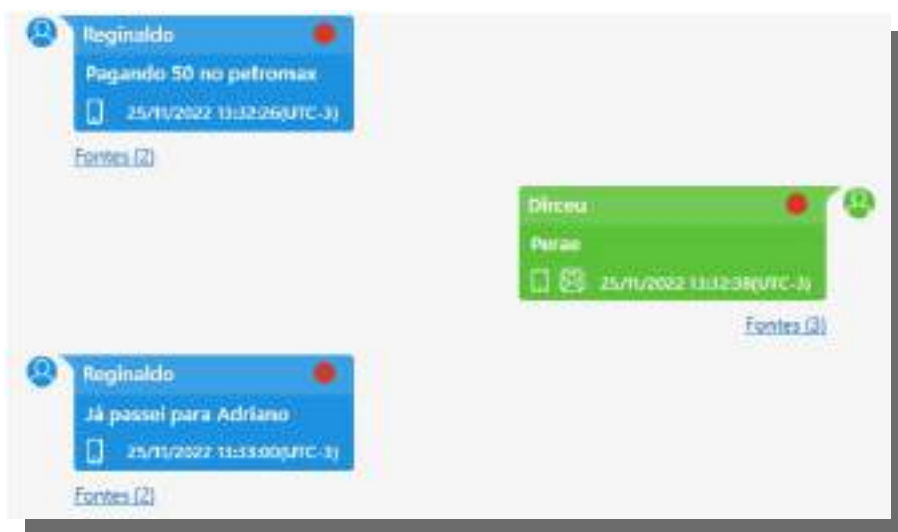 Reginaldo
Pagando 50 no petromax
25/11/2022 13:32:26(UTC-3)
Fontes (2)
Dirceu
Perae
25/11/2022 13:32:38(UTC-3)
Fontes (3)
Reginaldo
Já passei para Adriano
25/11/2022 13:33:00(UTC-3)
Fontes (2)